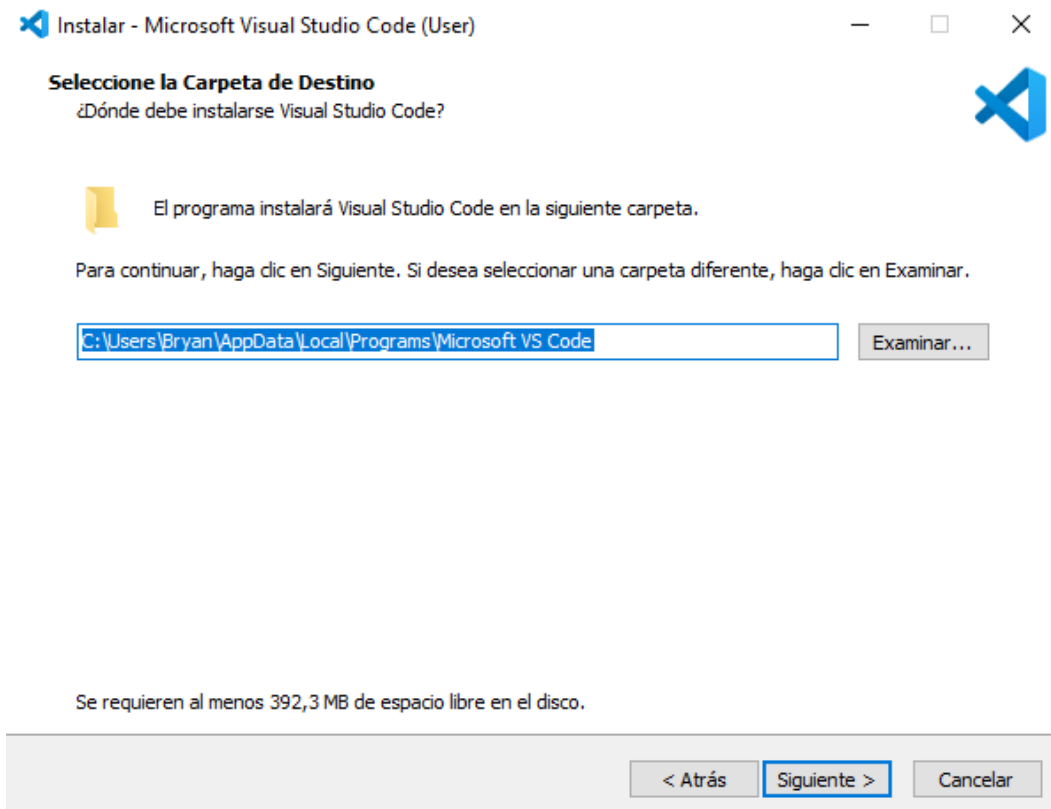 Instalar - Microsoft Visual Studio Code (User)
Seleccione la Carpeta de Destino
¿Dónde debe instalarse Visual Studio Code?
El programa instalará Visual Studio Code en la siguiente carpeta.
Para continuar, haga clic en Siguiente. Si desea seleccionar una carpeta diferente, haga clic en Examinar.
C:\Users\Bryan\AppData\Local\Programs\Microsoft VS Code
Examinar...
Se requieren al menos 392,3 MB de espacio libre en el disco.
< Atrás
Siguiente >
Cancelar